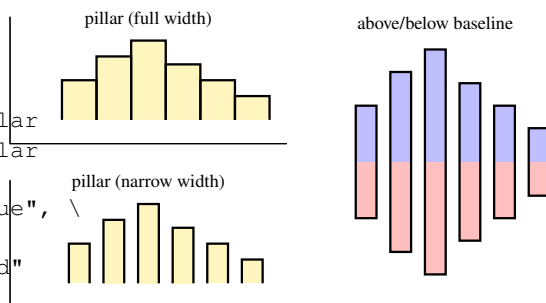 pillar (full width)
above/below baseline
lar
lar
pillar (narrow width)
ue", \
d"